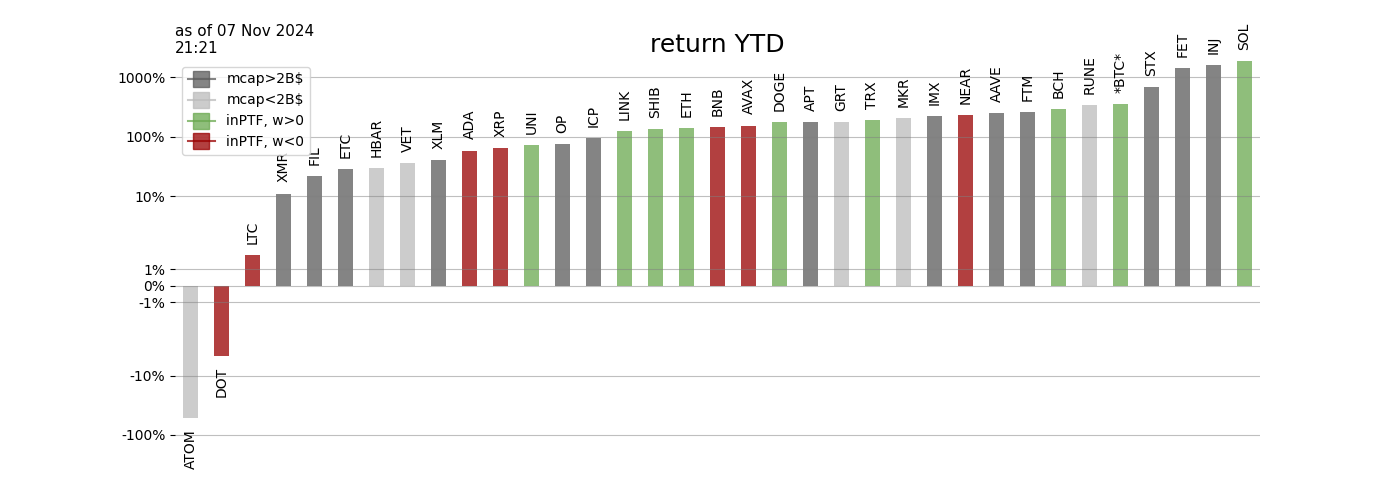 as of 07 Nov 2024
21:21
return YTD
mcap>2B$
mcap<2B$
inPTF, w>0
inPTF, w<0
1000%
100%
10%
1%
0%
-1%
-10%
-100%
ATOM
DOT
LTC
XMR
FIL
ETC
HBAR
VET
XLM
ADA
XRP
UNI
OP
ICP
LINK
SHIB
ETH
BNB
AVAX
DOGE
APT
GRT
TRX
MKR
IMX
NEAR
AAVE
FTM
BCH
RUNE
*BTC*
STX
FET
INJ
SOL